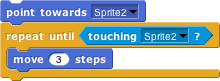 point towards Sprite2
repeat until touching Sprite2 ?
move 3 steps